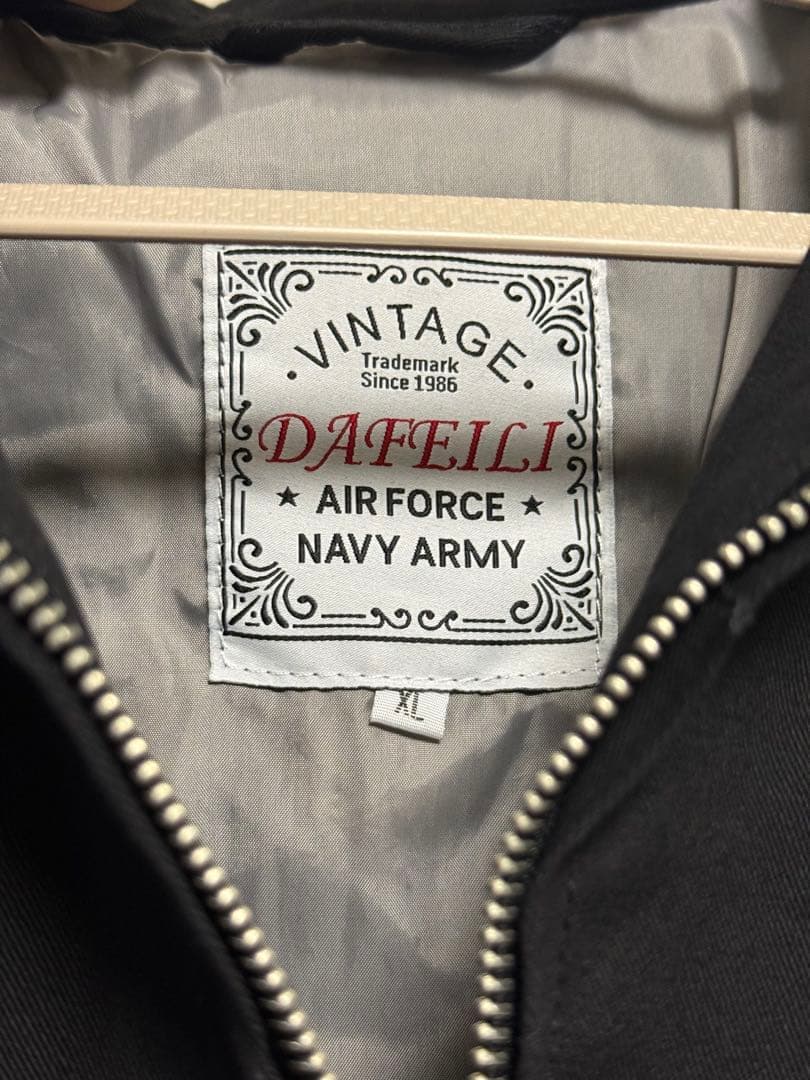 ·VINTAGE·
Trademark
Since 1986
DAFEILI
★ AIR FORCE ★
NAVY ARMY
XL